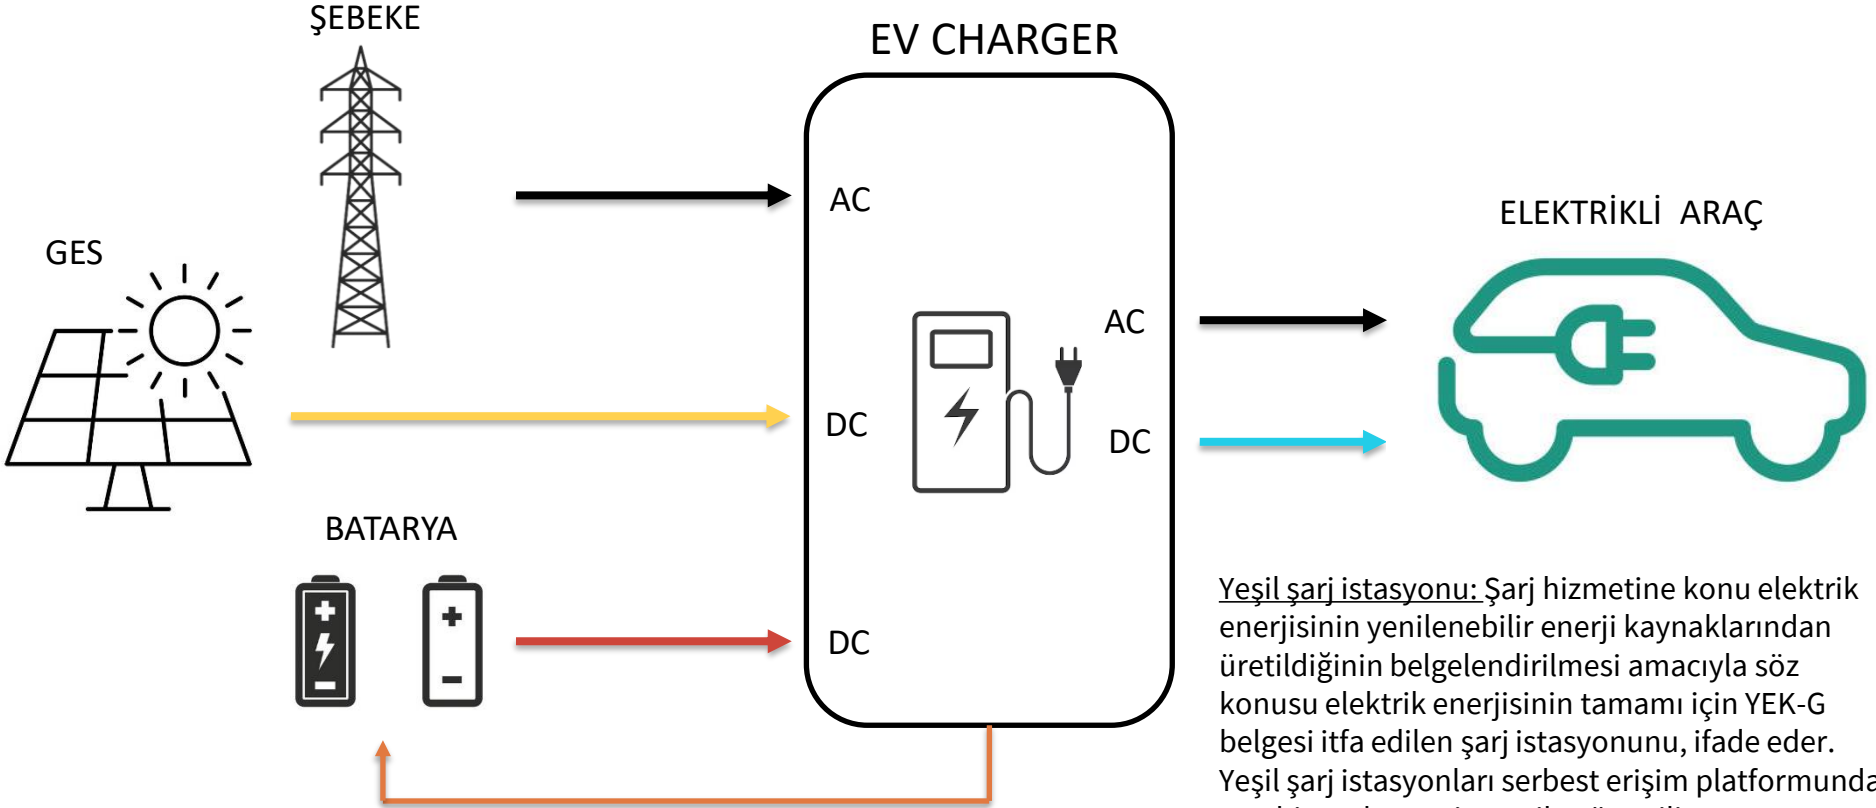 ŞEBEKE
EV CHARGER
AC
ELEKTRİKLİ ARAÇ
GES
AC
DC
DC
BATARYA
DC
Yeşil şarj istasyonu: Şarj hizmetine konu elektrik
enerjisinin yenilenebilir enerji kaynaklarından
üretildiğinin belgelendirilmesi amacıyla söz
konusu elektrik enerjisinin tamamı için YEK-G
belgesi itfa edilen şarj istasyonunu, ifade eder.
Yeşil şarj istasyonları serbest erişim platformunda